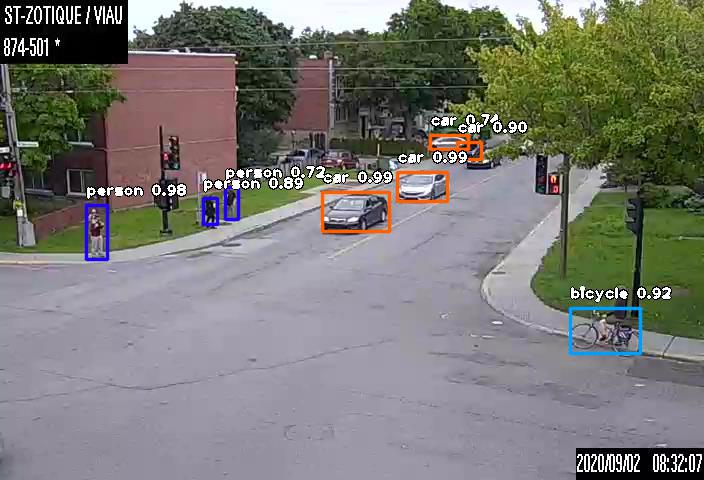 ST-ZOTIQUE / VIAU
874-501 *
car 0.74
car 0.90
car 0.99
person 0.72
car 0.99
person 0.89
person 0.98
bicycle 0.92
2020/09/02 08:32:07